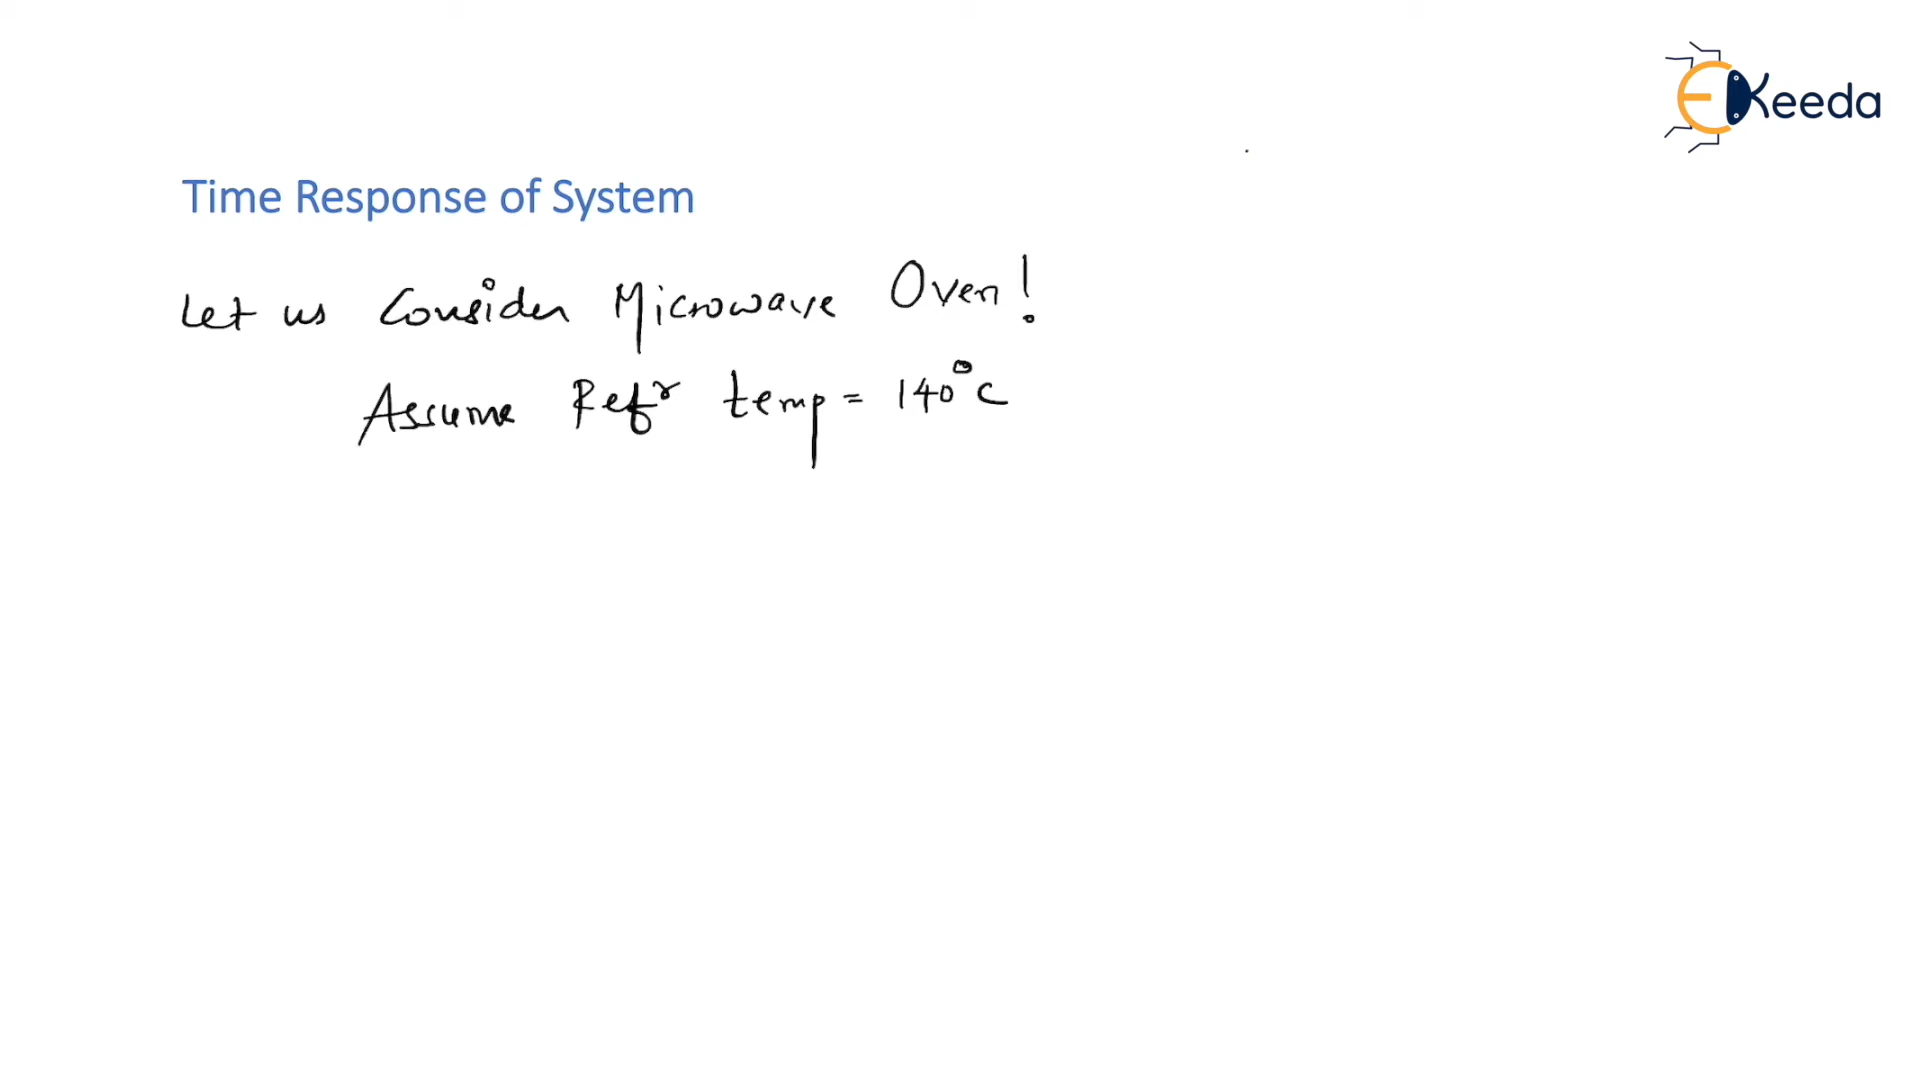 EKeeda
Time Response of System
Let us Consider Microwave Oven!
Assume Refr temp = 140°C